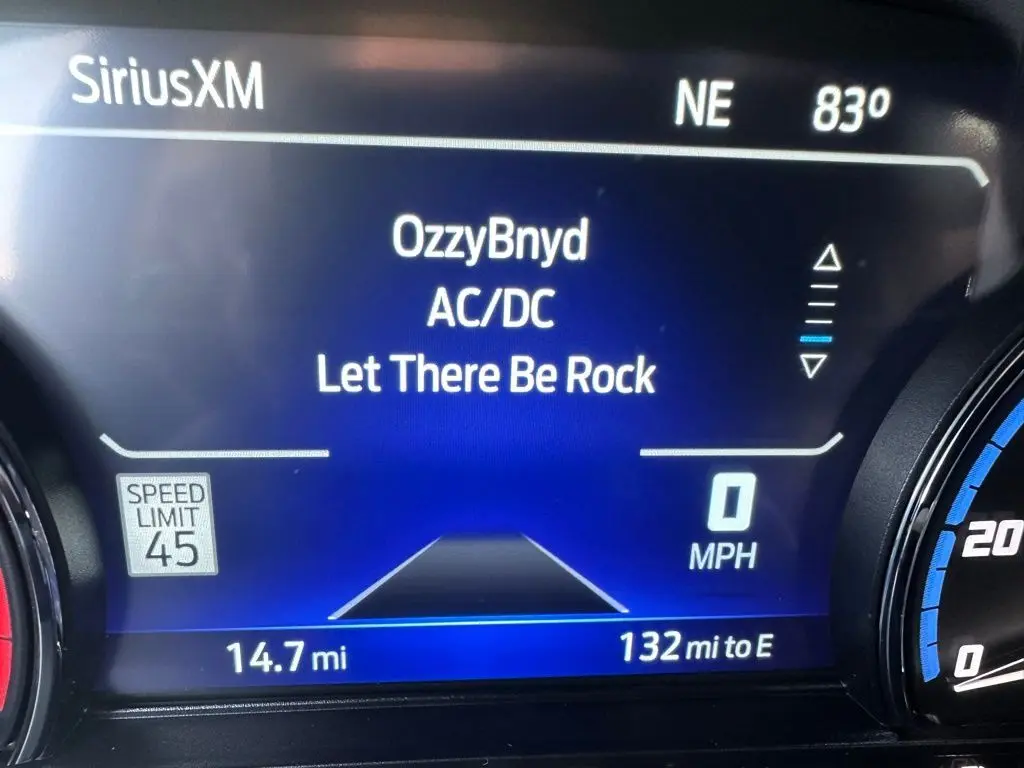 SiriusXM NE 83º
OzzyBnyd
AC/DC
Let There Be Rock
SPEED
LIMIT
45
0
MPH
14.7 mi
132 mi to E
20
0